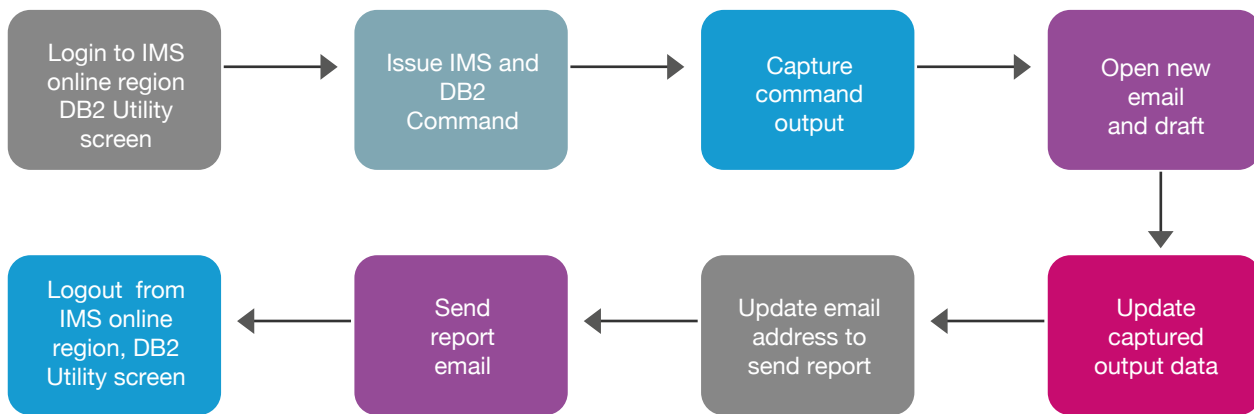 Login to IMS
online region
DB2 Utility
screen
Issue IMS and
DB2
Command
Capture
command
output
Open new
email
and draft
Update
captured
output data
Update email
address to
send report
Send
report
email
Logout from
IMS online
region, DB2
Utility screen